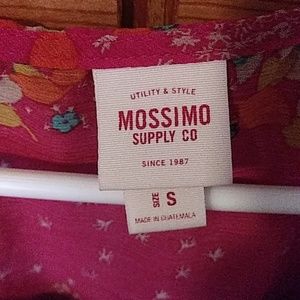 UTILITY & STYLE
MOSSIMO
SUPPLY CO
SINCE 1987
SIZE S
MADE IN GUATEMALA